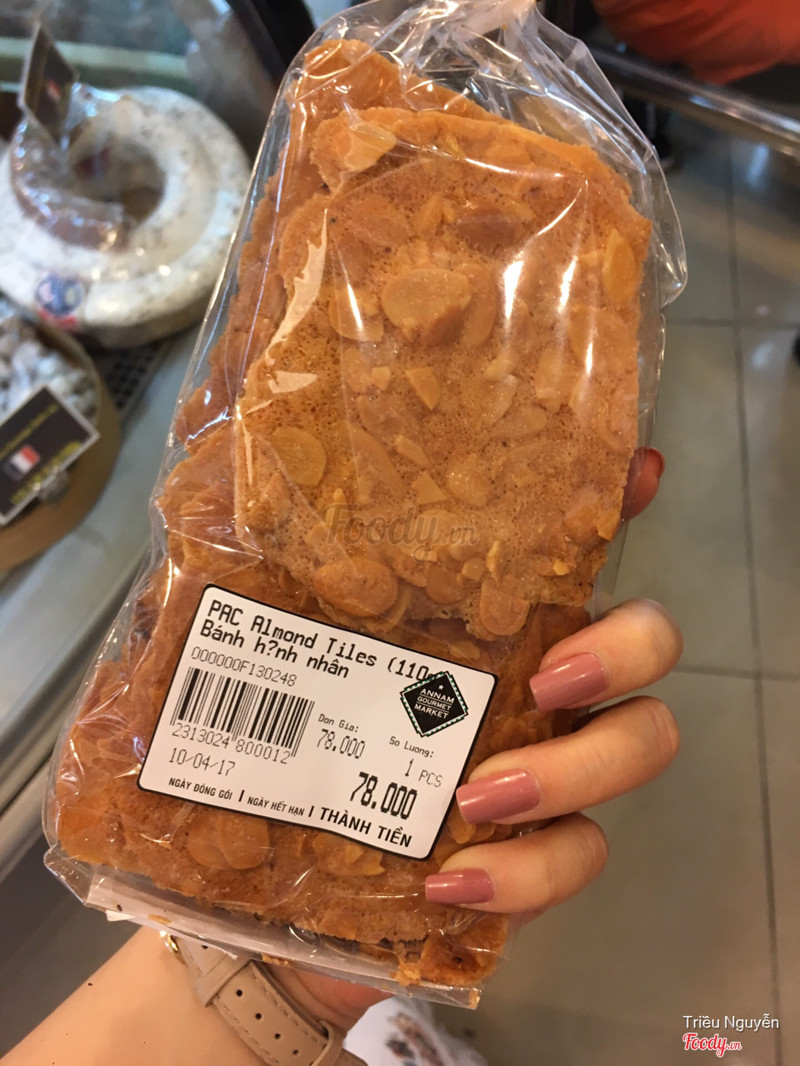 PAC Almond Tiles (110
Bánh h?nh nhân
000000F130248
ANNAM
GOURMET
MARKET
Don Gia:
So Luong:
78.000
1 PCS
2313024 800012
10/04/17
78.000
NGÀY ĐÓNG GÓI | NGÀY HẾT HẠN | THÀNH TIỀN
Foody.vn
Triều Nguyễn
Foody.vn